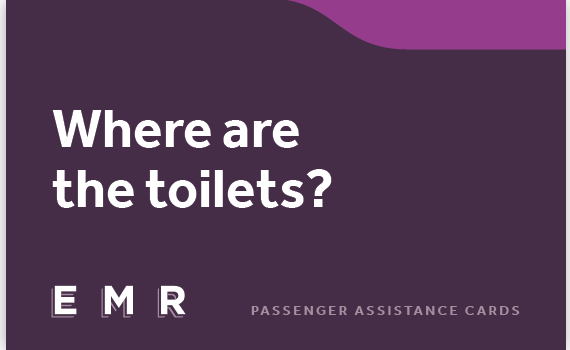 Where are
the toilets?
EMR
PASSENGER ASSISTANCE CARDS